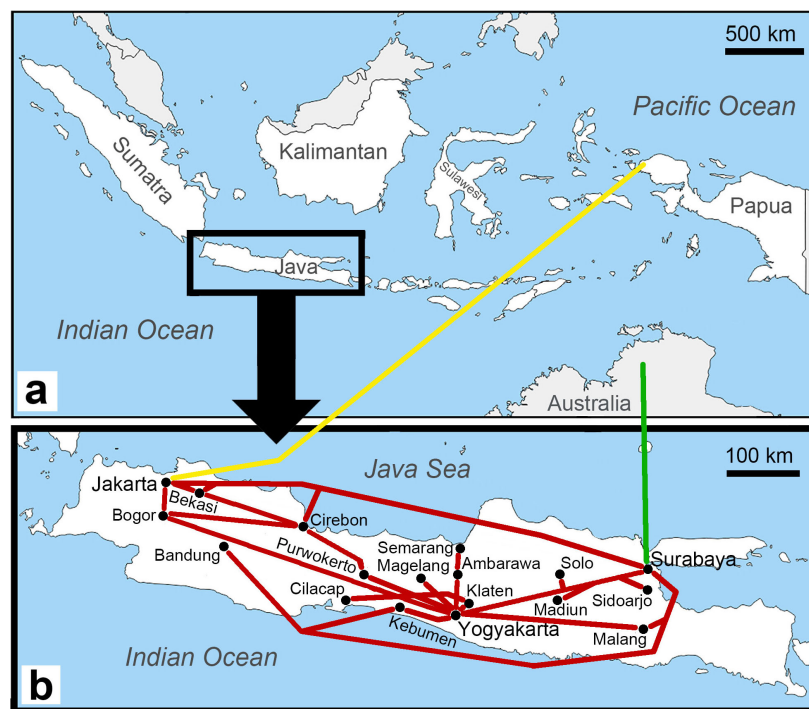 500 km
Pacific Ocean
Kalimantan
Sumatra
Sulawesi
Papua
Java
Indian Ocean
a
Australia
100 km
Java Sea
Jakarta
Bekasi
Bogor
Cirebon
Bandung
Purwokerto
Semarang
Magelang
Ambarawa
Solo
Surabaya
Cilacap
Klaten
Madiun
Sidoarjo
Kebumen
Yogyakarta
Malang
Indian Ocean
b